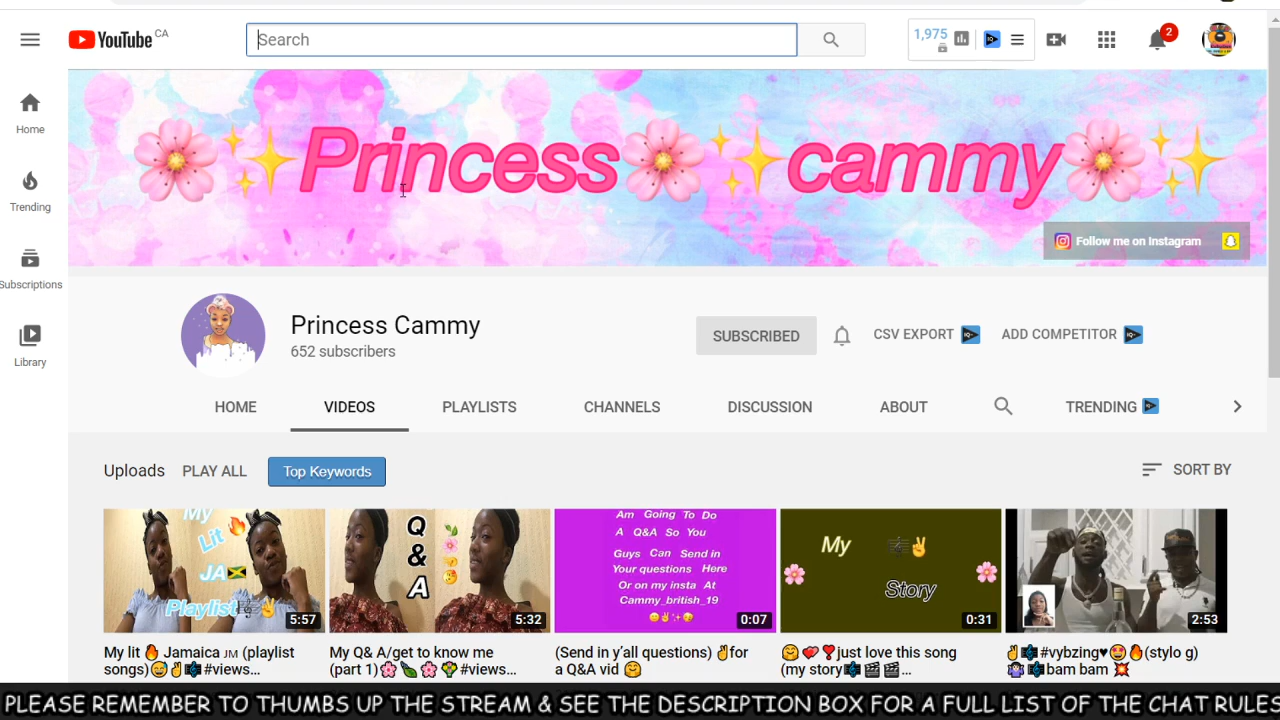 YouTube CA
Search
1,975
2
Home
Trending
Subscriptions
Library
Princess cammy
Follow me on Instagram
Princess Cammy
652 subscribers
SUBSCRIBED
CSV EXPORT
ADD COMPETITOR
HOME VIDEOS PLAYLISTS CHANNELS DISCUSSION ABOUT TRENDING
Uploads PLAY ALL Top Keywords SORT BY
My
Lit 🔥
JA🇯🇲
Playlist🎼✌
5:57
My lit 🔥 Jamaica JM (playlist
songs)😅✌🎼#views...
Q
&
A
5:32
My Q& A/get to know me
(part 1)🌸🍃🌸🌻#views...
Am Going To Do
A Q&A So You
Guys Can Send in
Your questions Here
Or on my insta At
Cammy_british_19
0:07
(Send in y'all questions) ✌for
a Q&A vid 🤗
My 🎼✌
Story
0:31
🤗💞❣just love this song
(my story🎼🎬🎬...
2:53
✌🎼#vybzing♥😍🔥(stylo g)
🤷🏽‍♀️🎼bam bam 💥
PLEASE REMEMBER TO THUMBS UP THE STREAM & SEE THE DESCRIPTION BOX FOR A FULL LIST OF THE CHAT RULES